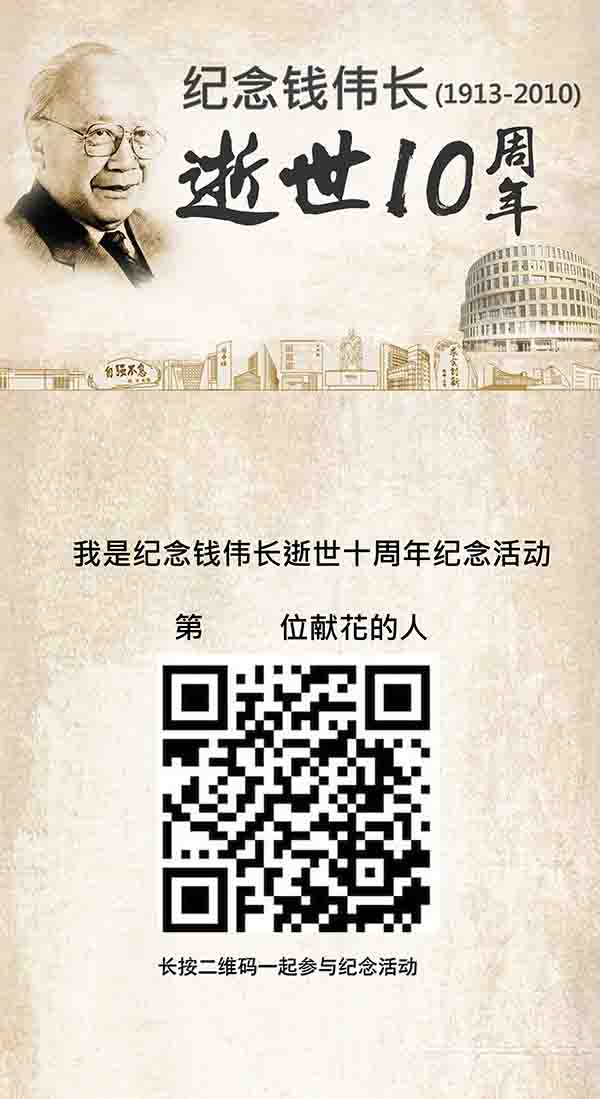 纪念钱伟长(1913-2010)
逝世10周年
自强不息
我是纪念钱伟长逝世十周年纪念活动
第 位献花的人
长按二维码一起参与纪念活动